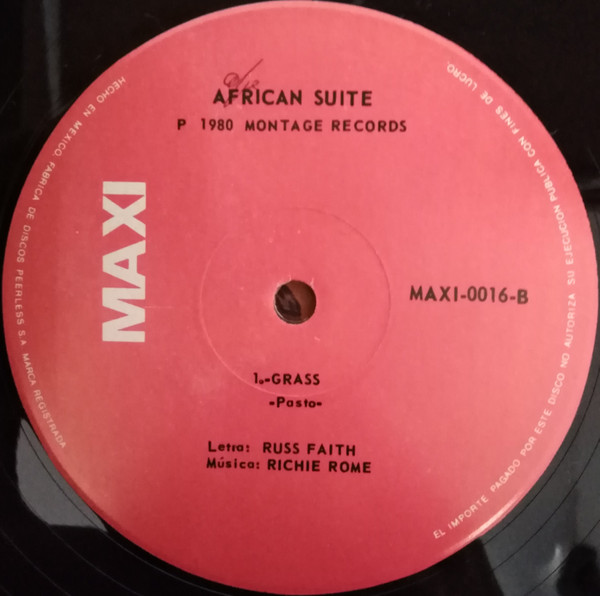 AFRICAN SUITE
P 1980 MONTAGE RECORDS
MAXI
MAXI-0016-B
1.-GRASS
-Pasto-
Letra: RUSS FAITH
Música: RICHIE ROME
HECHO EN MEXICO. FABRICA DE DISCOS PEERLESS S.A. MARCA REGISTRADA
EL IMPORTE PAGADO POR ESTE DISCO NO AUTORIZA SU EJECUCION PUBLICA CON FINES DE LUCRO.